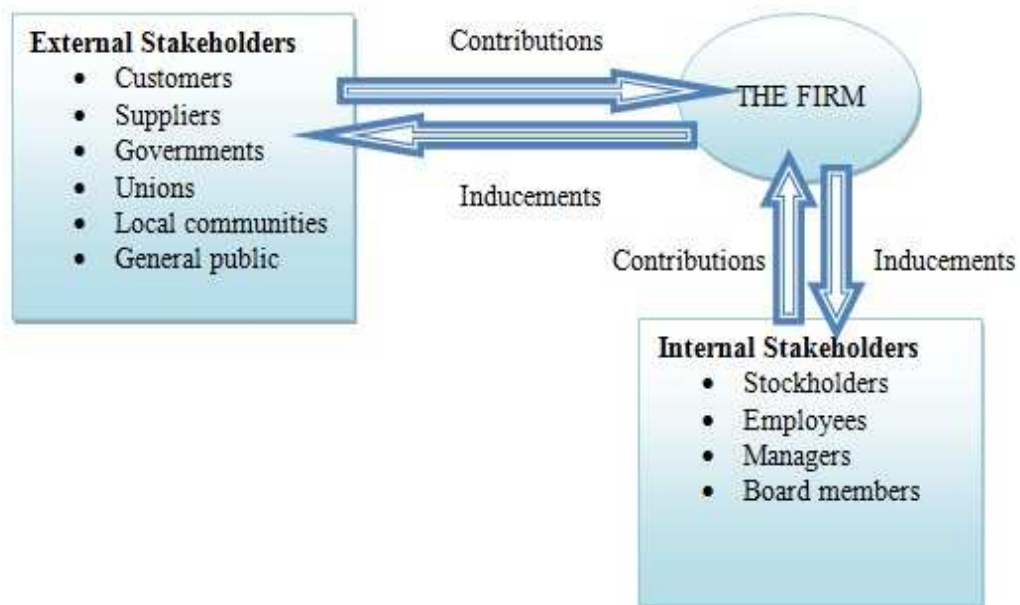 External Stakeholders
• Customers
• Suppliers
• Governments
• Unions
• Local communities
• General public
Contributions
THE FIRM
Inducements
Contributions
Inducements
Internal Stakeholders
• Stockholders
• Employees
• Managers
• Board members